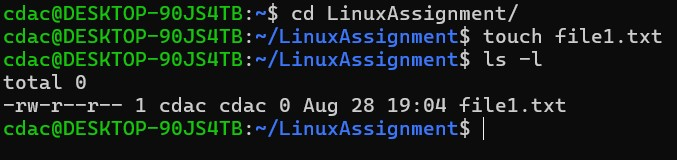 cdac@DESKTOP-90JS4TB:~$ cd LinuxAssignment/
cdac@DESKTOP-90JS4TB:~/LinuxAssignment$ touch file1.txt
cdac@DESKTOP-90JS4TB:~/LinuxAssignment$ ls -l
total 0
-rw-r--r-- 1 cdac cdac 0 Aug 28 19:04 file1.txt
cdac@DESKTOP-90JS4TB:~/LinuxAssignment$